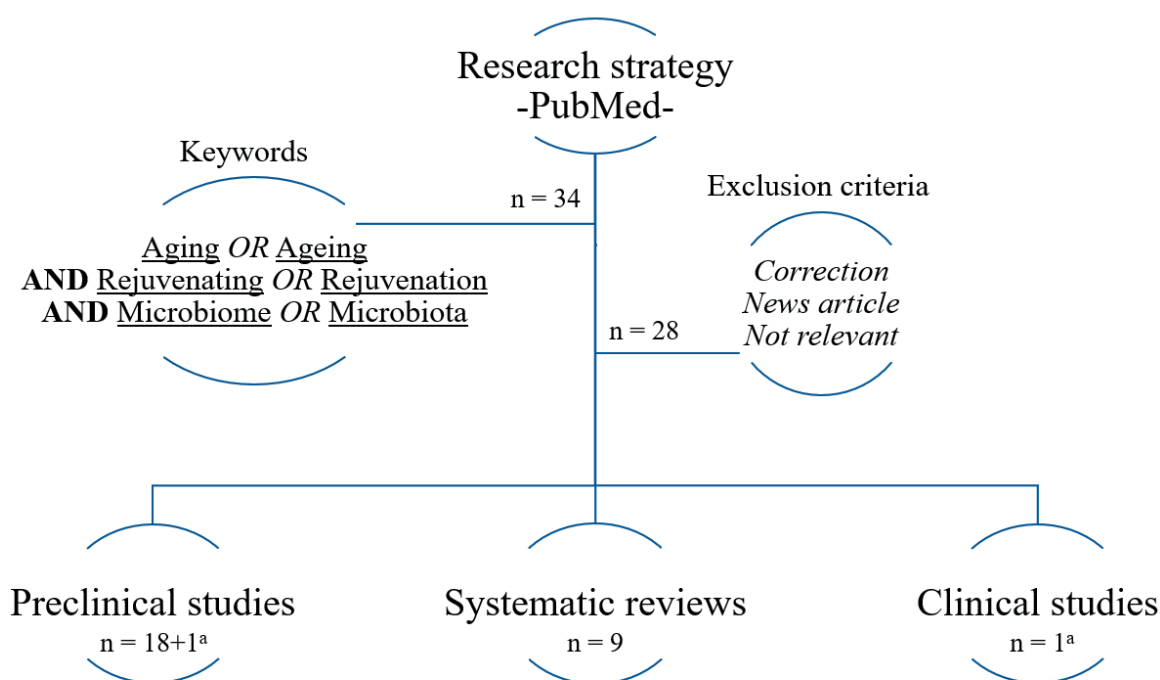 Research strategy
-PubMed-
Keywords
n = 34
Exclusion criteria
Aging OR Ageing
AND Rejuvenating OR Rejuvenation
AND Microbiome OR Microbiota
Correction
News article
Not relevant
n = 28
Preclinical studies
n = 18+1ᵃ
Systematic reviews
n = 9
Clinical studies
n = 1ᵃ